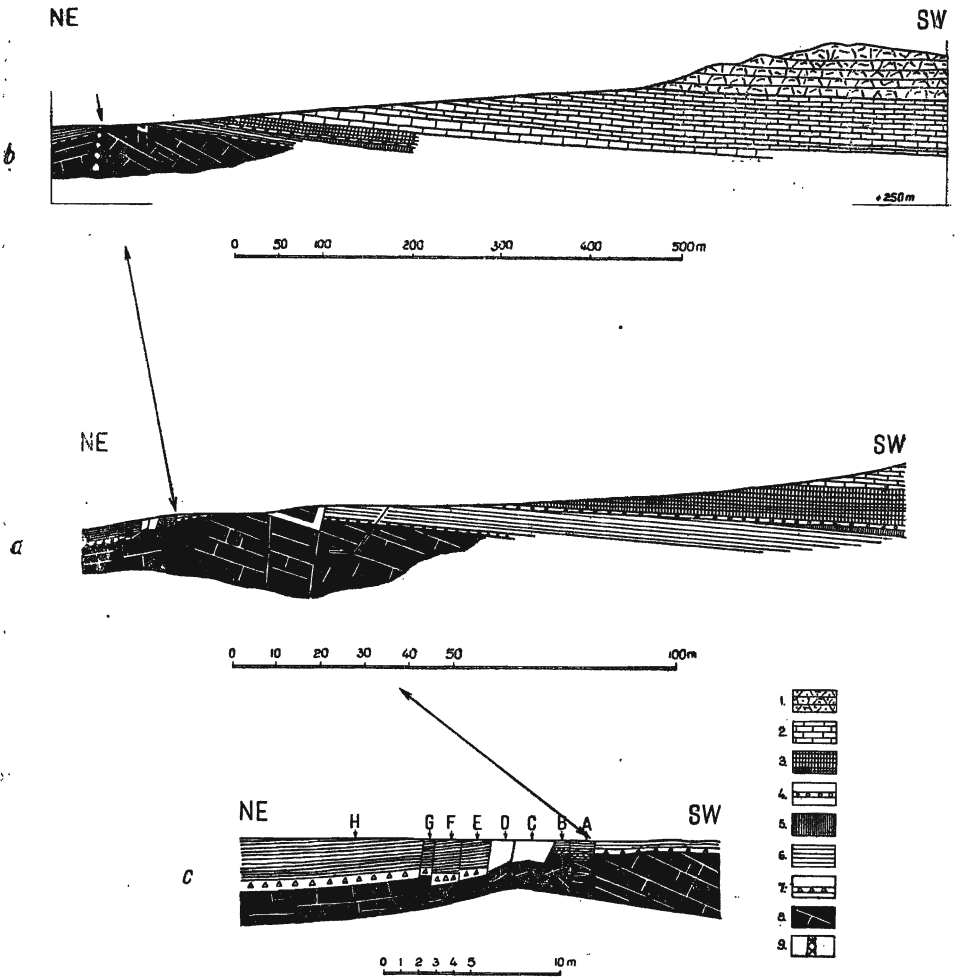 NE SW
b
+250m
0 50 100 200 300 400 500m
NE SW
a
0 10 20 30 40 50 100m
1.
2.
3.
4.
5.
6.
7.
8.
9.
NE H G F E D C B A SW
c
0 1 2 3 4 5 10m